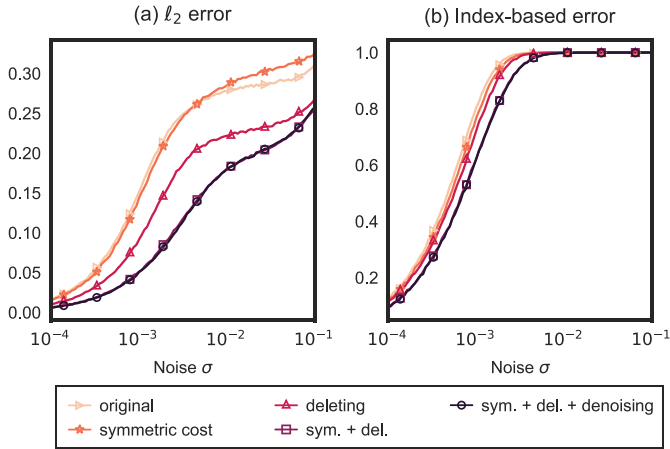 (a) ℓ₂ error
(b) Index-based error
0.30
0.25
0.20
0.15
0.10
0.05
0.00
1.0
0.8
0.6
0.4
0.2
10⁻⁴
10⁻³
10⁻²
10⁻¹
10⁻⁴
10⁻³
10⁻²
10⁻¹
Noise σ
Noise σ
original
symmetric cost
deleting
sym. + del.
sym. + del. + denoising